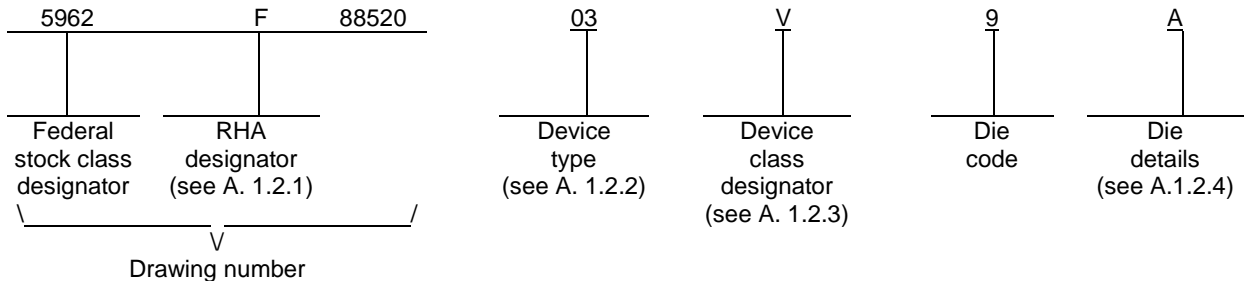 5962 F 88520 03 V 9 A
Federal stock class designator
RHA designator (see A. 1.2.1)
Device type (see A. 1.2.2)
Device class designator (see A. 1.2.3)
Die code
Die details (see A.1.2.4)
Drawing number